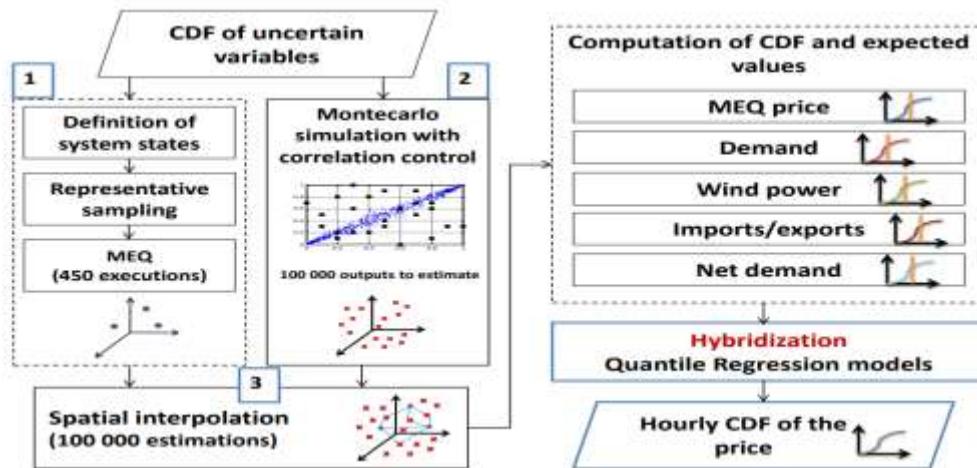 CDF of uncertain
variables
1
2
Definition of
system states
Representative
sampling
MEQ
(450 executions)
Montecarlo
simulation with
correlation control
100 000 outputs to estimate
3
Spatial interpolation
(100 000 estimations)
Computation of CDF and expected
values
MEQ price
Demand
Wind power
Imports/exports
Net demand
Hybridization
Quantile Regression models
Hourly CDF of the
price